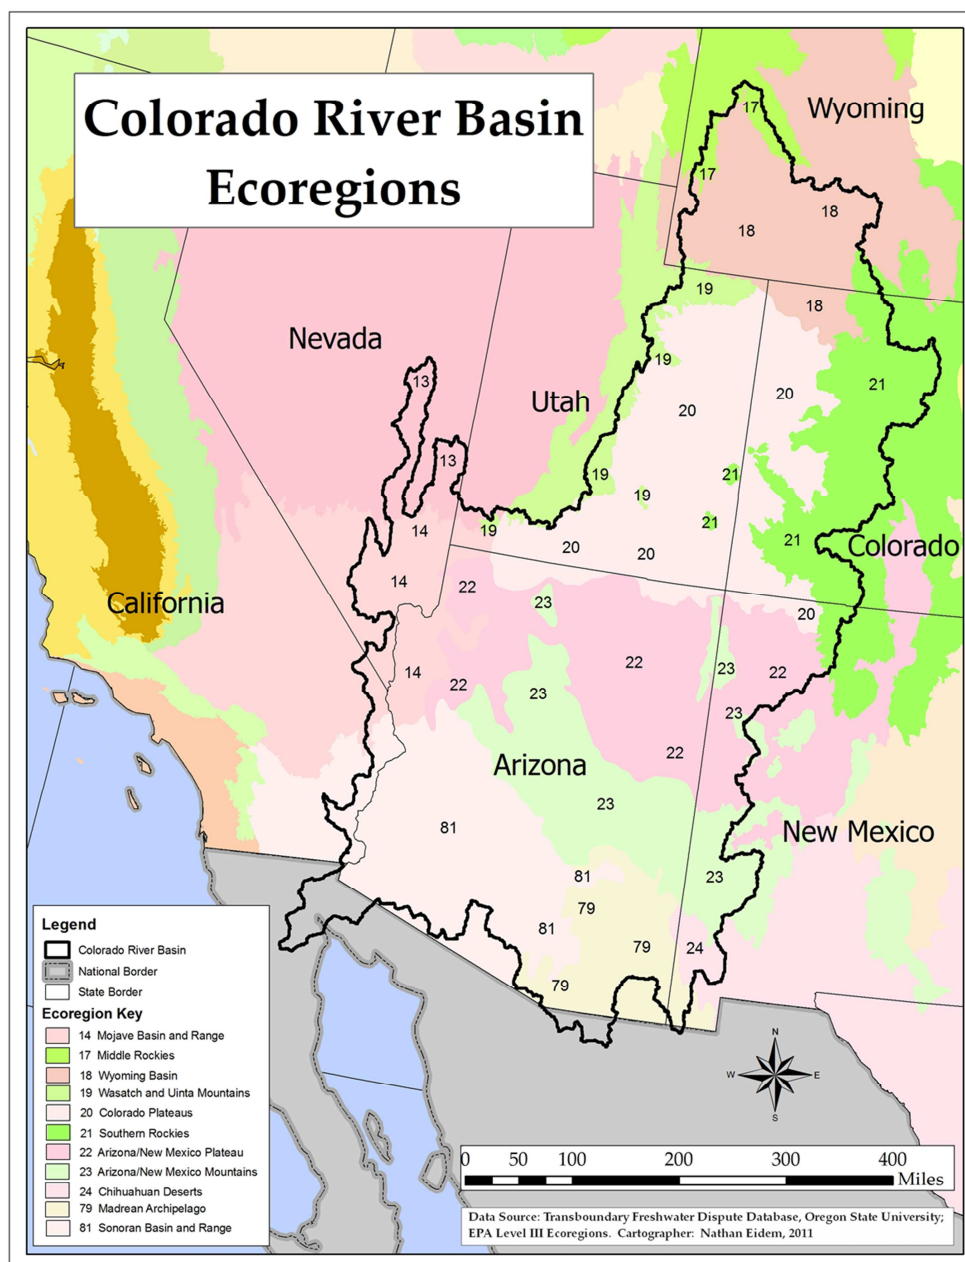 Colorado River Basin
Ecoregions
Wyoming
17
17
18
18
19
18
Nevada
19
13
21
20
20
Utah
13
19
21
19
21
14
19
21
Colorado
20
20
14
22
California
23
20
22
23
22
14
22
23
23
22
Arizona
23
81
New Mexico
81
23
79
81
79
24
79
Legend
Colorado River Basin
National Border
State Border
Ecoregion Key
14 Mojave Basin and Range
17 Middle Rockies
18 Wyoming Basin
19 Wasatch and Uinta Mountains
20 Colorado Plateaus
21 Southern Rockies
22 Arizona/New Mexico Plateau
23 Arizona/New Mexico Mountains
24 Chihuahuan Deserts
79 Madrean Archipelago
81 Sonoran Basin and Range
N
W E
S
0 50 100 200 300 400
Miles
Data Source: Transboundary Freshwater Dispute Database, Oregon State University;
EPA Level III Ecoregions. Cartographer: Nathan Eidem, 2011